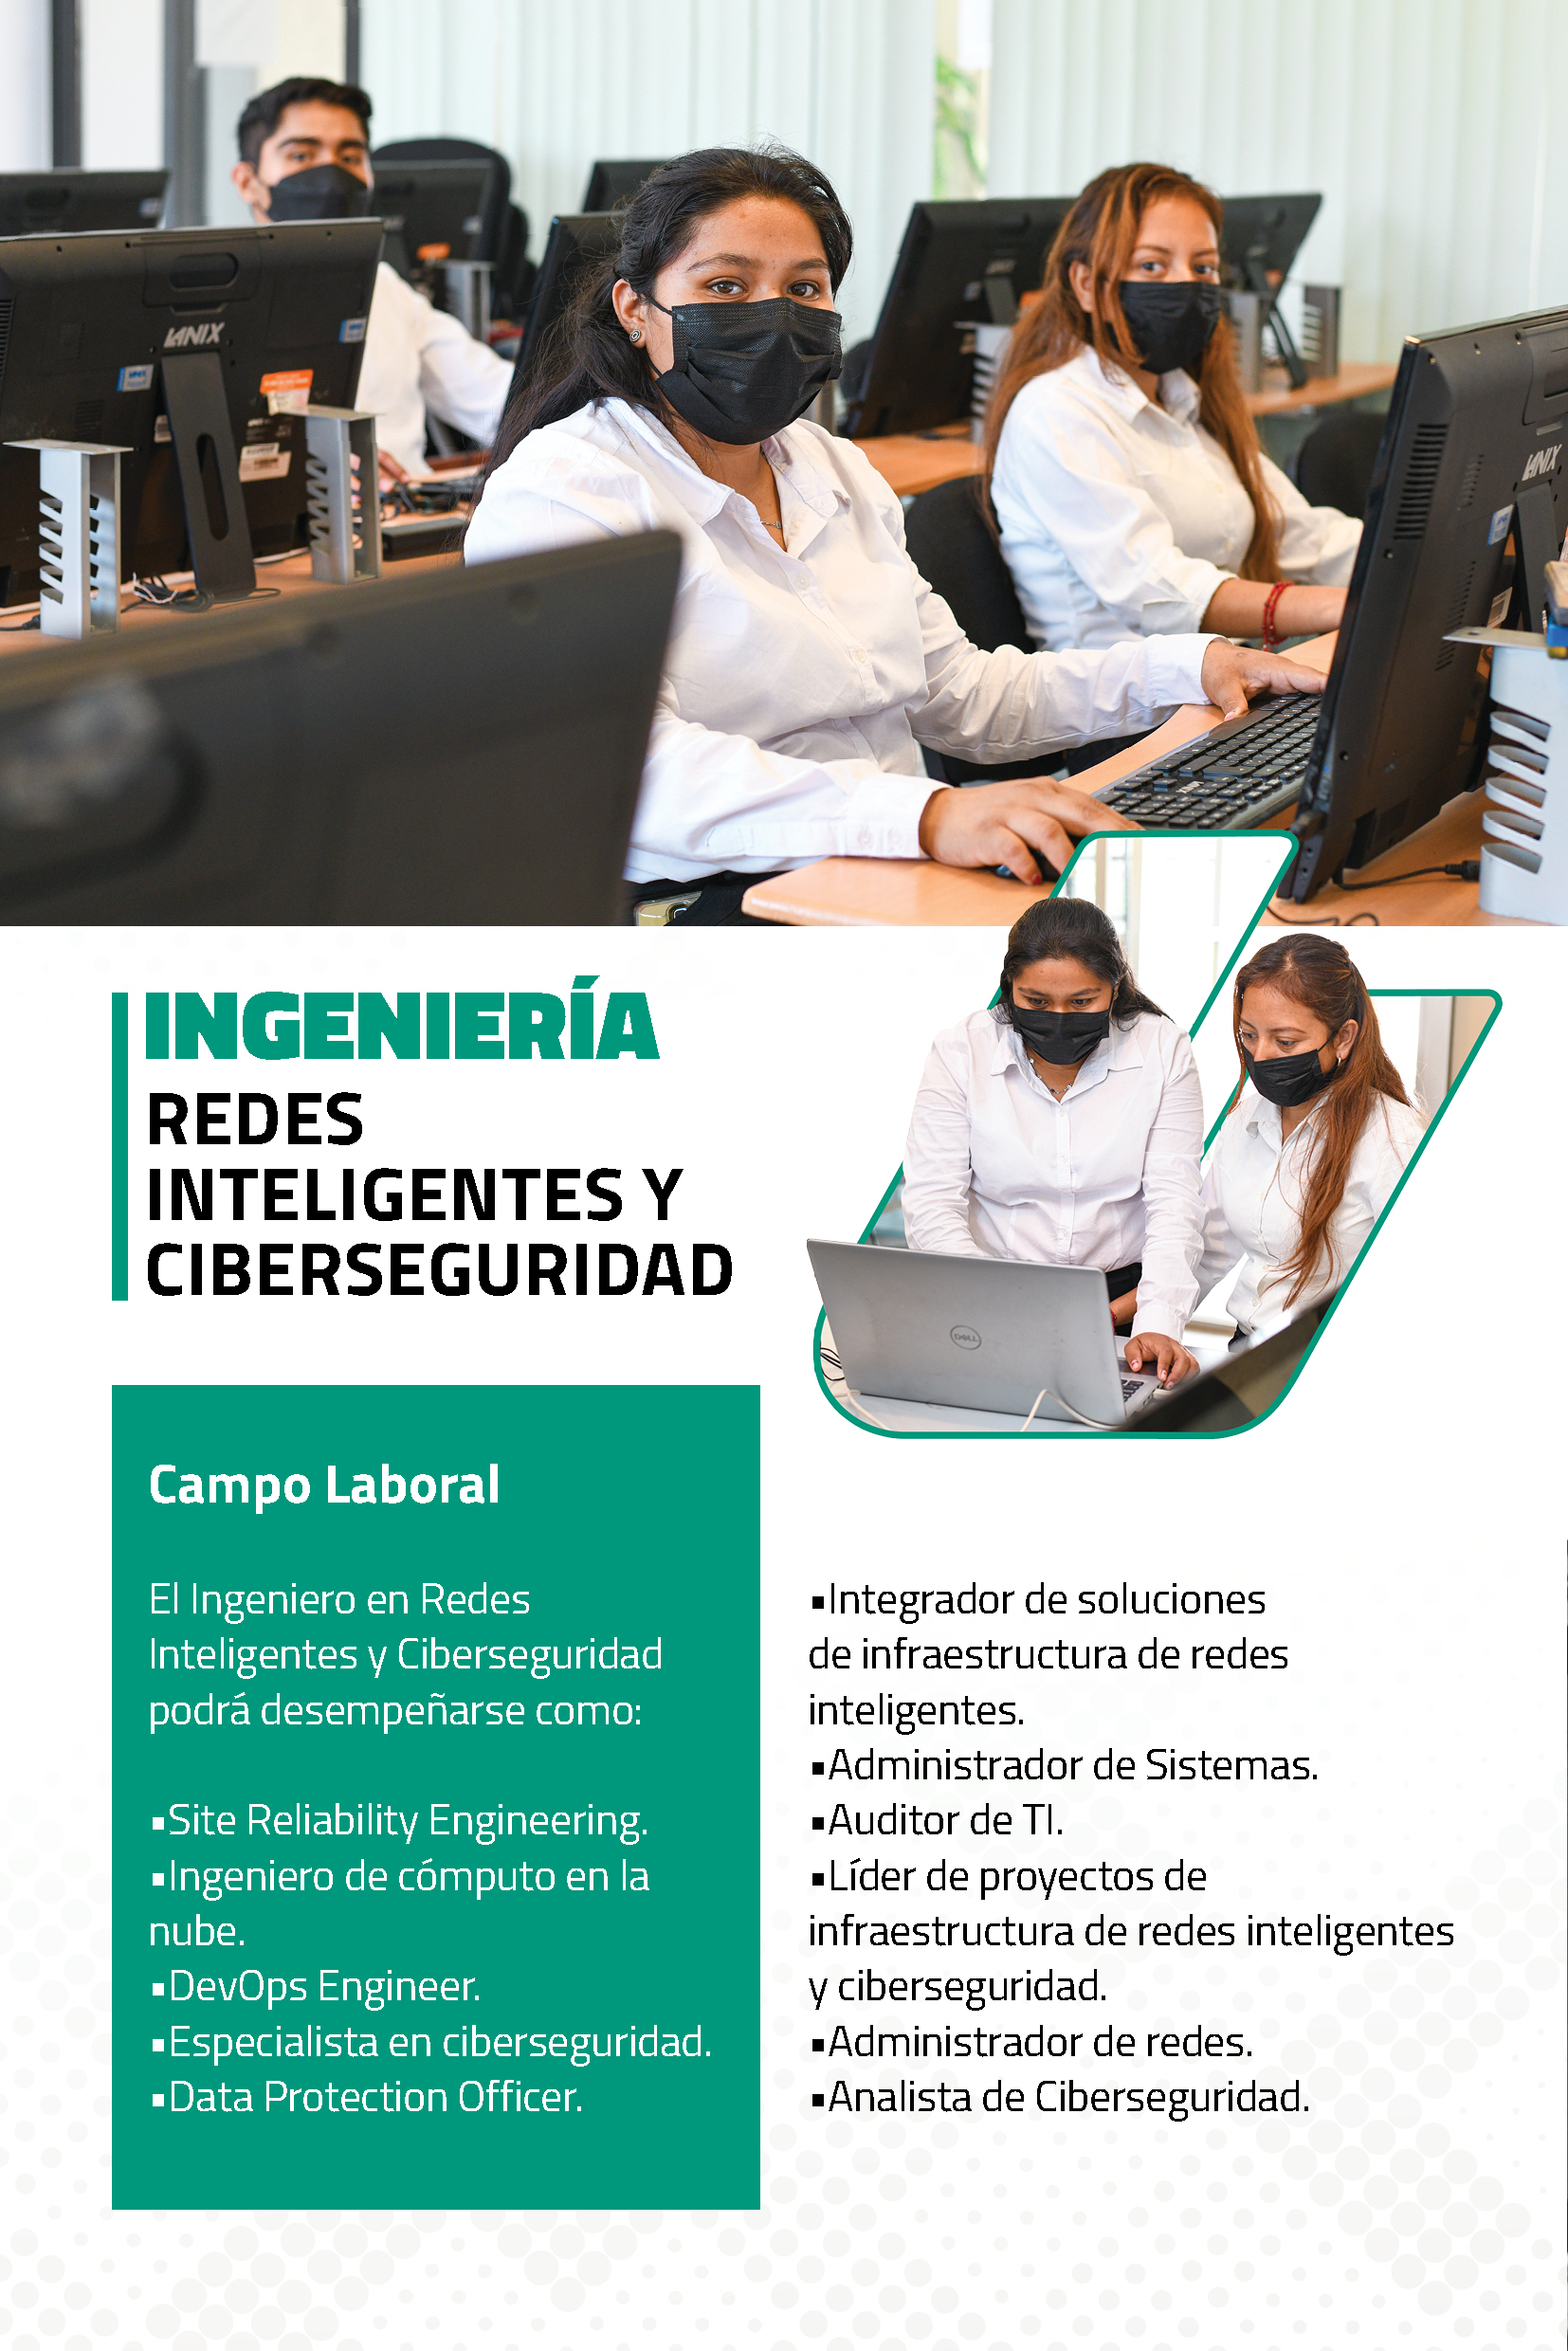 LANIX
LANIX
INGENIERÍA
REDES
INTELIGENTES Y
CIBERSEGURIDAD
DELL
Campo Laboral
El Ingeniero en Redes
Inteligentes y Ciberseguridad
podrá desempeñarse como:
▪Site Reliability Engineering.
▪Ingeniero de cómputo en la
nube.
▪DevOps Engineer.
▪Especialista en ciberseguridad.
▪Data Protection Officer.
▪Integrador de soluciones
de infraestructura de redes
inteligentes.
▪Administrador de Sistemas.
▪Auditor de TI.
▪Líder de proyectos de
infraestructura de redes inteligentes
y ciberseguridad.
▪Administrador de redes.
▪Analista de Ciberseguridad.